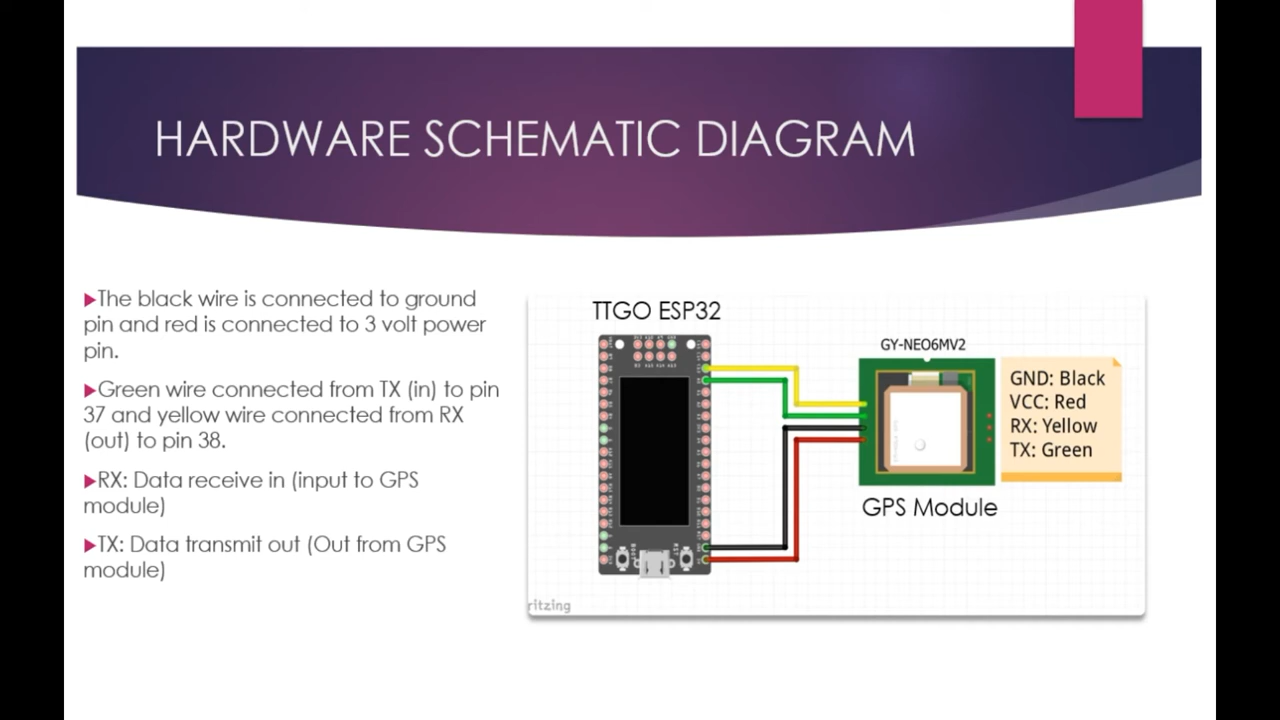 HARDWARE SCHEMATIC DIAGRAM
▶The black wire is connected to ground
pin and red is connected to 3 volt power
pin.
▶Green wire connected from TX (in) to pin
37 and yellow wire connected from RX
(out) to pin 38.
▶RX: Data receive in (input to GPS
module)
▶TX: Data transmit out (Out from GPS
module)
TTGO ESP32
GY-NEO6MV2
GND: Black
VCC: Red
RX: Yellow
TX: Green
GPS Module
ritzing